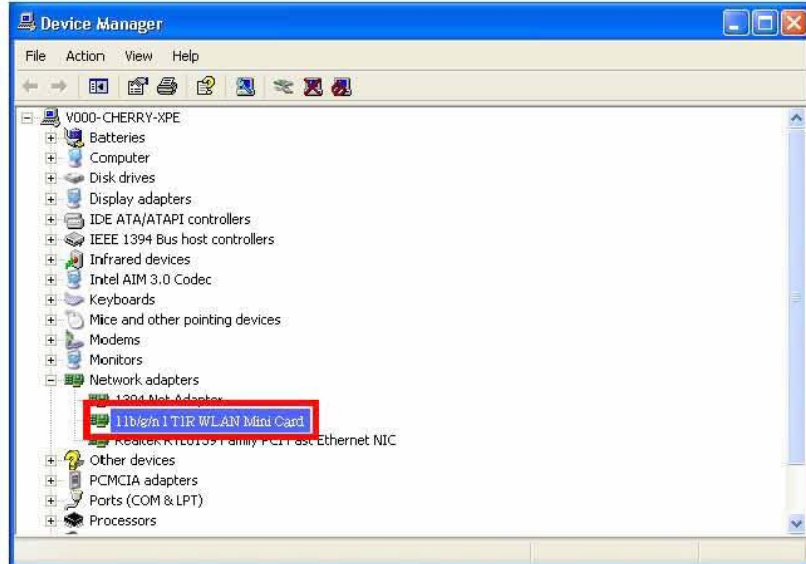 Device Manager
File Action View Help
V000-CHERRY-XPE
Batteries
Computer
Disk drives
Display adapters
IDE ATA/ATAPI controllers
IEEE 1394 Bus host controllers
Infrared devices
Intel AIM 3.0 Codec
Keyboards
Mice and other pointing devices
Modems
Monitors
Network adapters
1394 Net Adapter
11b/g/n 1T1R WLAN Mini Card
Realtek RTL8139 Family PCI Fast Ethernet NIC
Other devices
PCMCIA adapters
Ports (COM & LPT)
Processors